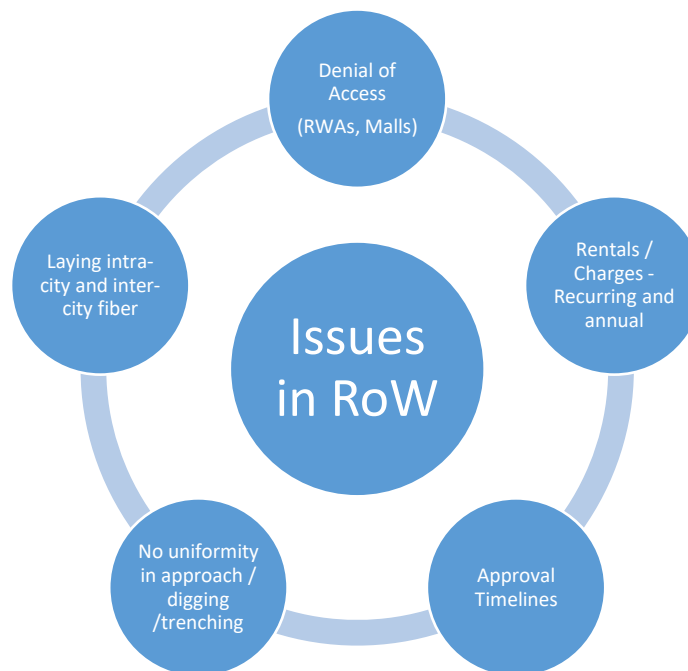 Denial of
Access
(RWAs, Malls)
Rentals /
Charges -
Recurring and
annual
Approval
Timelines
No uniformity
in approach /
digging
/trenching
Laying intra-
city and inter-
city fiber
Issues
in RoW